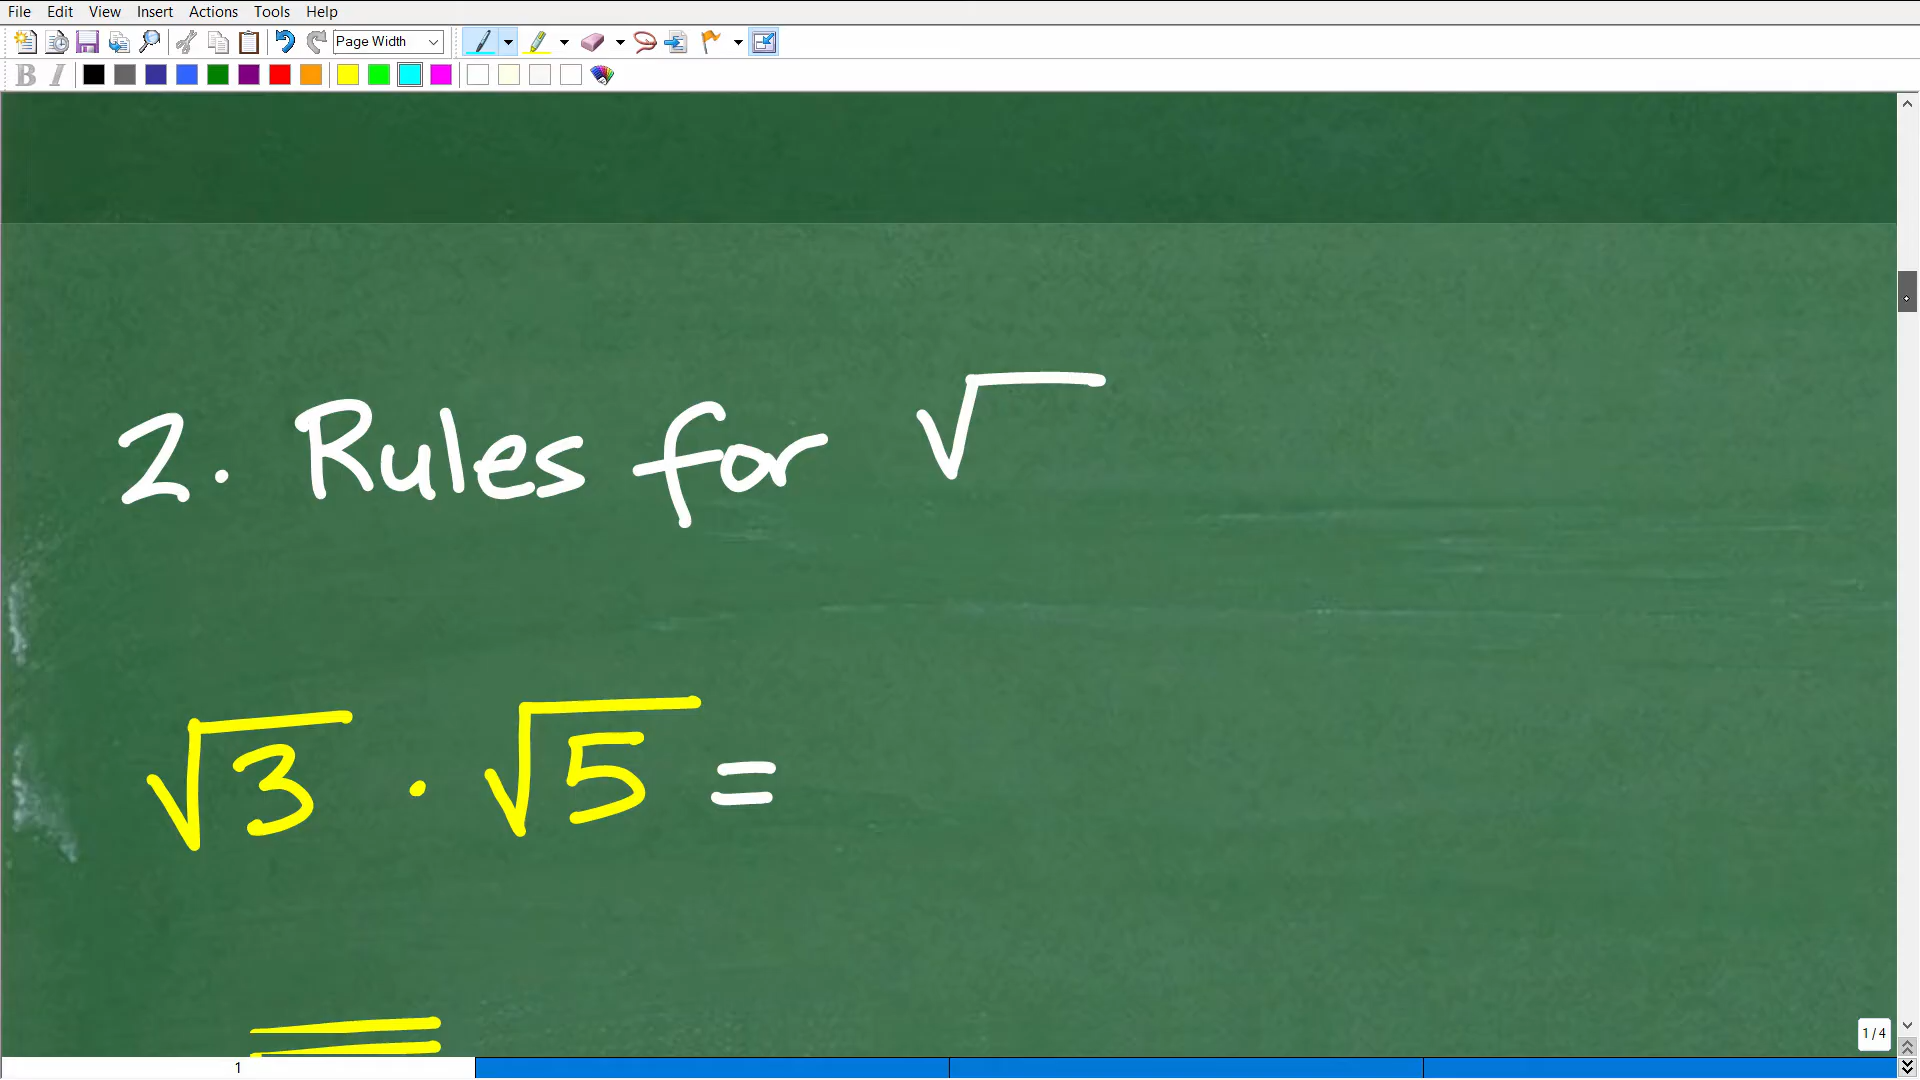 File Edit View Insert Actions Tools Help
Page Width
B I
2. Rules for √
√3 · √5 =
1 / 4
1